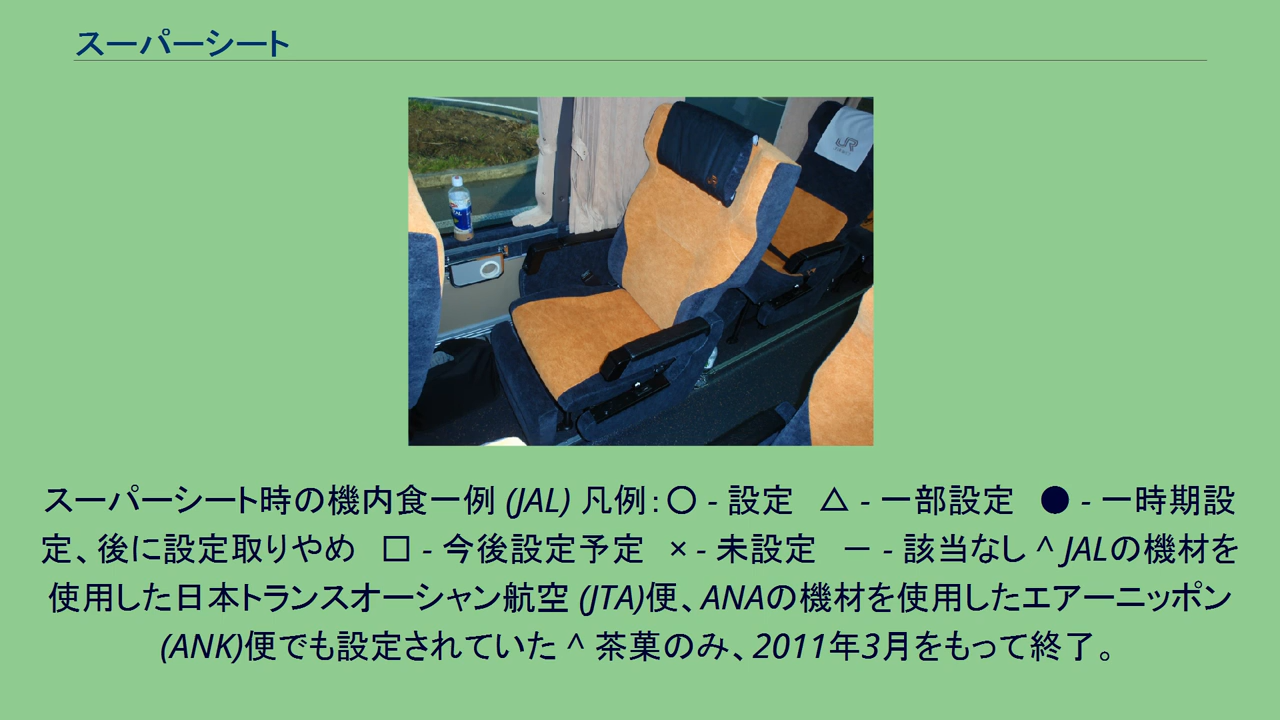 スーパーシート
JR
スーパーシート時の機内食一例 (JAL) 凡例：〇 - 設定　△ - 一部設定　● - 一時期設
定、後に設定取りやめ　□ - 今後設定予定　× - 未設定　－ - 該当なし ^ JALの機材を
使用した日本トランスオーシャン航空 (JTA)便、ANAの機材を使用したエアーニッポン
(ANK)便でも設定されていた ^ 茶菓のみ、2011年3月をもって終了。